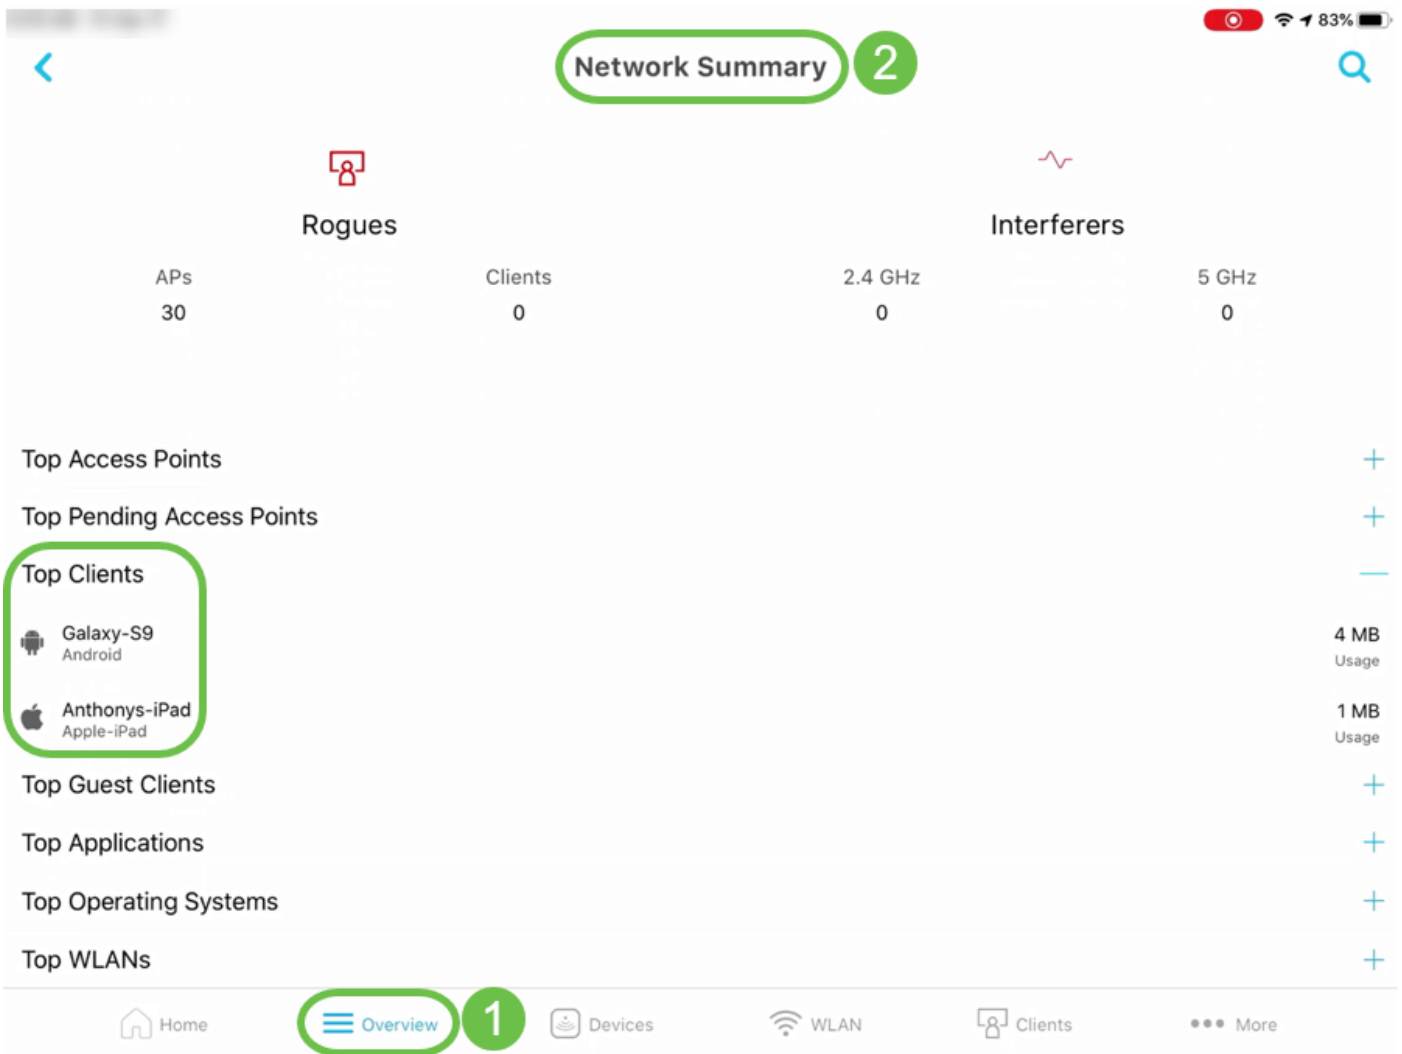 83%
Network Summary 2
Rogues Interferers
APs Clients 2.4 GHz 5 GHz
30 0 0 0
Top Access Points
Top Pending Access Points
Top Clients
Galaxy-S9 4 MB
Android Usage
Anthonys-iPad 1 MB
Apple-iPad Usage
Top Guest Clients
Top Applications
Top Operating Systems
Top WLANs
Home Overview 1 Devices WLAN Clients More